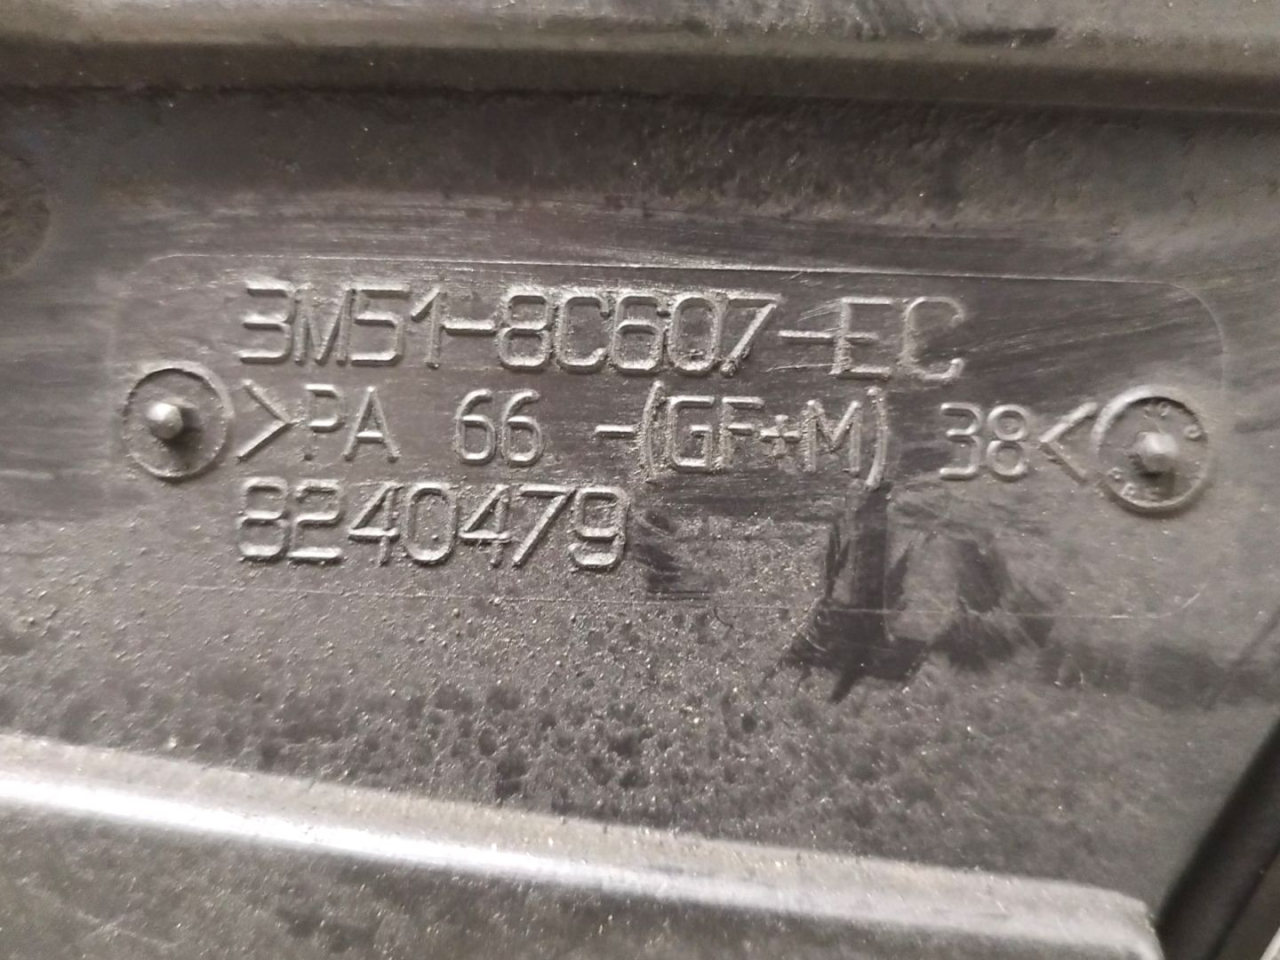 3M51-8C607-EC
>PA 66 -(GF+M) 38<
8240479